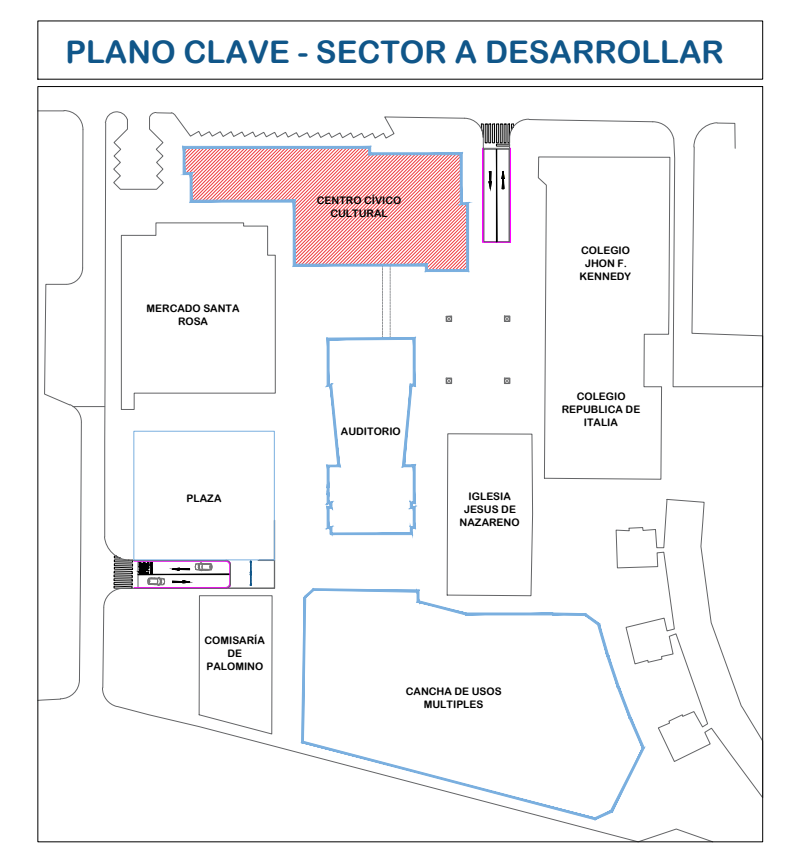 PLANO CLAVE - SECTOR A DESARROLLAR
CENTRO CÍVICO
CULTURAL
COLEGIO
JHON F.
KENNEDY
MERCADO SANTA
ROSA
COLEGIO
REPUBLICA DE
ITALIA
AUDITORIO
PLAZA
IGLESIA
JESUS DE
NAZARENO
COMISARÍA
DE
PALOMINO
CANCHA DE USOS
MULTIPLES